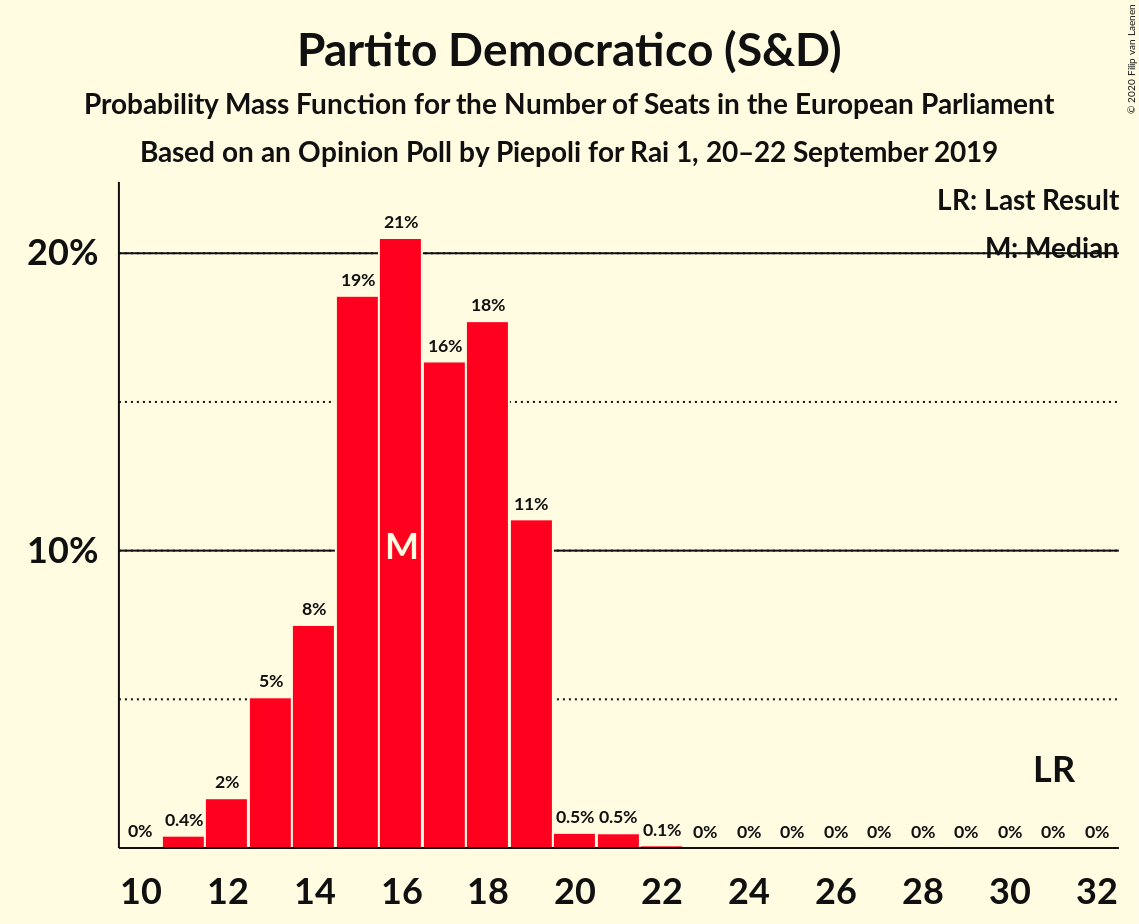 Partito Democratico (S&D)
Probability Mass Function for the Number of Seats in the European Parliament
Based on an Opinion Poll by Piepoli for Rai 1, 20–22 September 2019
© 2020 Filip van Laenen
LR: Last Result
M: Median
20%
10%
0% 0.4% 2% 5% 8% 19% 21% 16% 18% 11% 0.5% 0.5% 0.1% 0% 0% 0% 0% 0% 0% 0% 0% 0% 0%
M
LR
10 12 14 16 18 20 22 24 26 28 30 32